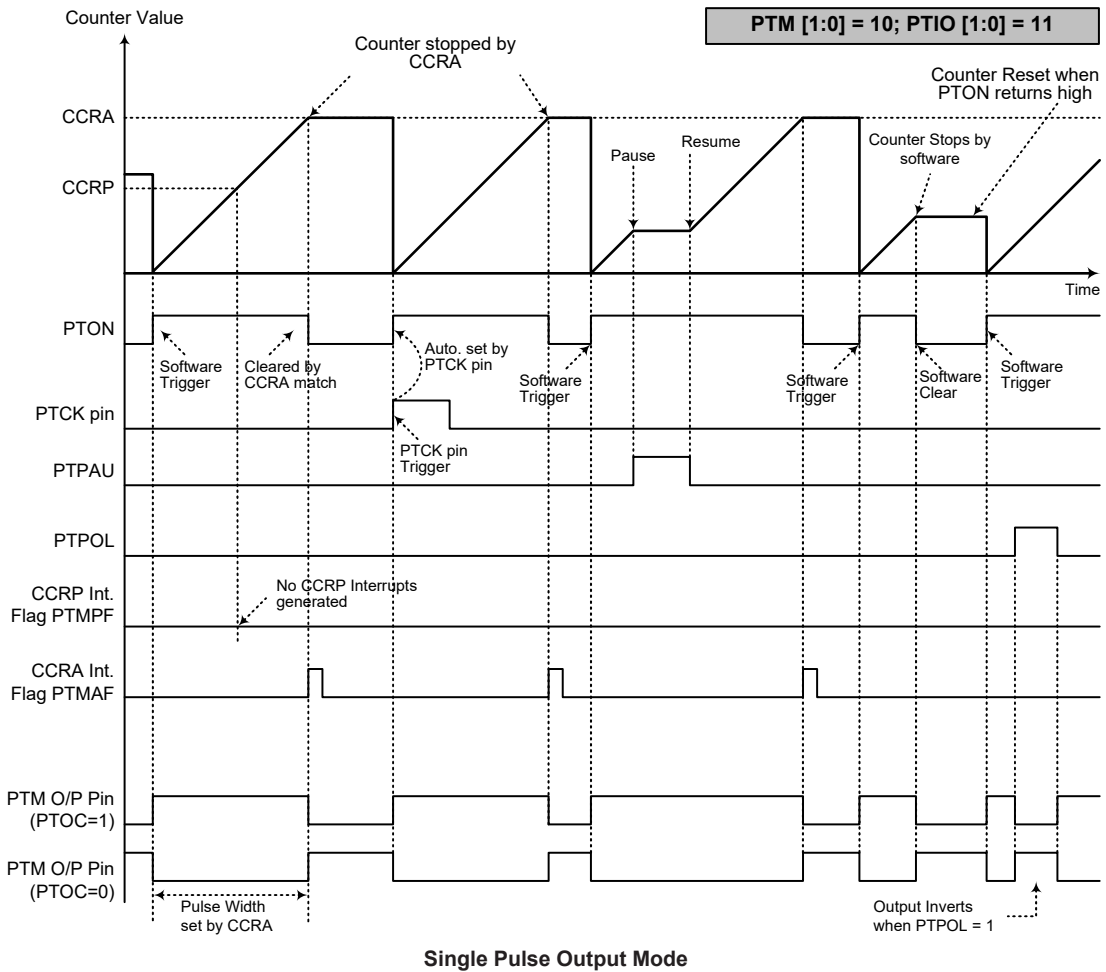 Counter Value
PTM [1:0] = 10; PTIO [1:0] = 11
Counter stopped by
CCRA
Counter Reset when
PTON returns high
CCRA
Pause
Resume
Counter Stops by
software
CCRP
Time
PTON
Software
Trigger
Cleared by
CCRA match
Auto. set by
PTCK pin
Software
Trigger
Software
Trigger
Software
Clear
Software
Trigger
PTCK pin
PTCK pin
Trigger
PTPAU
PTPOL
CCRP Int.
Flag PTMPF
No CCRP Interrupts
generated
CCRA Int.
Flag PTMAF
PTM O/P Pin
(PTOC=1)
PTM O/P Pin
(PTOC=0)
Pulse Width
set by CCRA
Output Inverts
when PTPOL = 1
Single Pulse Output Mode